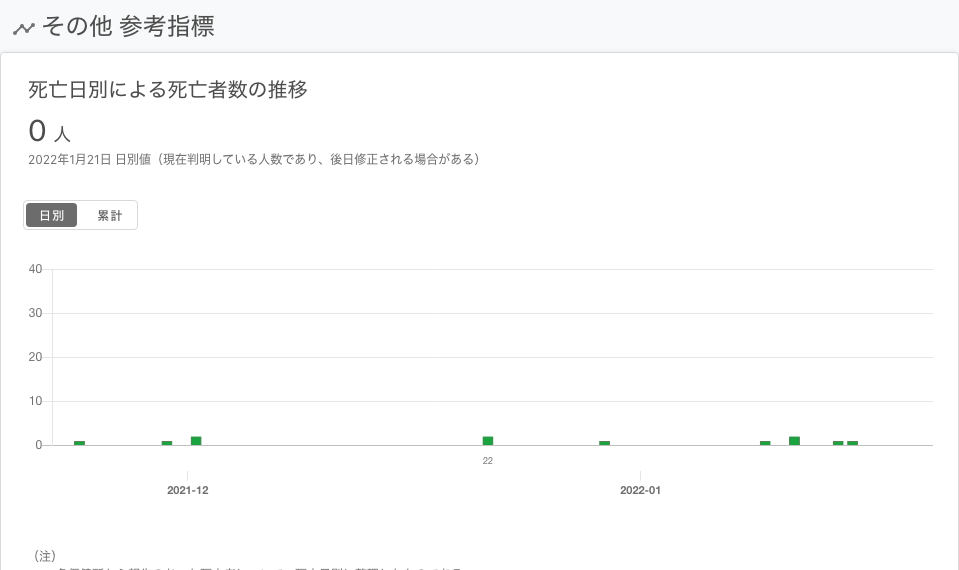 その他 参考指標
死亡日別による死亡者数の推移
0 人
2022年1月21日 日別値（現在判明している人数であり、後日修正される場合がある）
日別 累計
40
30
20
10
0
22
2021-12 2022-01
（注）